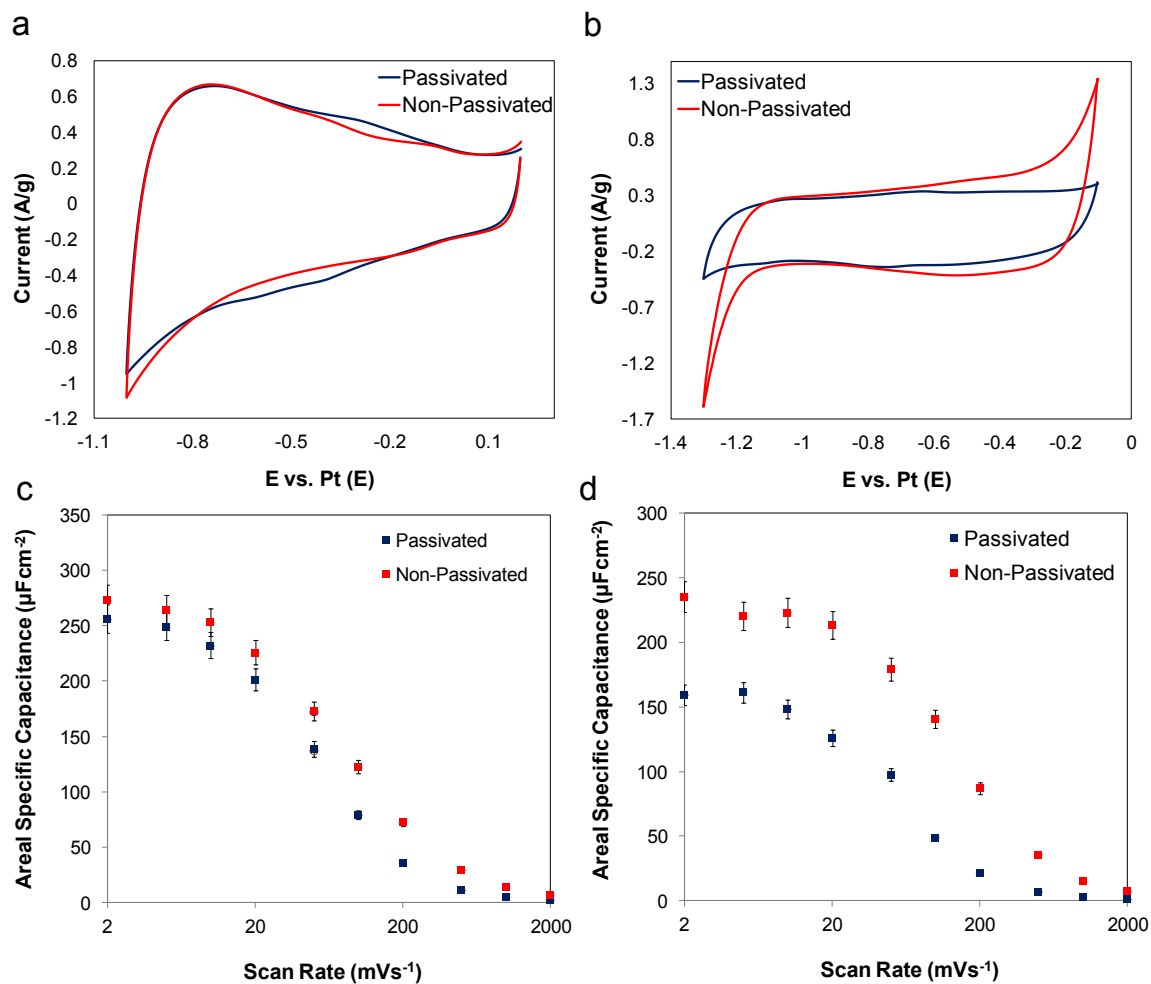 a
Current (A/g)
0.8
0.6
0.4
0.2
0
-0.2
-0.4
-0.6
-0.8
-1
-1.2
Passivated
Non-Passivated
-1.1 -0.8 -0.5 -0.2 0.1
E vs. Pt (E)
b
Current (A/g)
1.3
0.8
0.3
-0.2
-0.7
-1.2
-1.7
Passivated
Non-Passivated
-1.4 -1.2 -1 -0.8 -0.6 -0.4 -0.2 0
E vs. Pt (E)
c
Areal Specific Capacitance (µFcm-2)
350
300
250
200
150
100
50
0
Passivated
Non-Passivated
2 20 200 2000
Scan Rate (mVs-1)
d
Areal Specific Capacitance (µFcm-2)
300
250
200
150
100
50
0
Passivated
Non-Passivated
2 20 200 2000
Scan Rate (mVs-1)